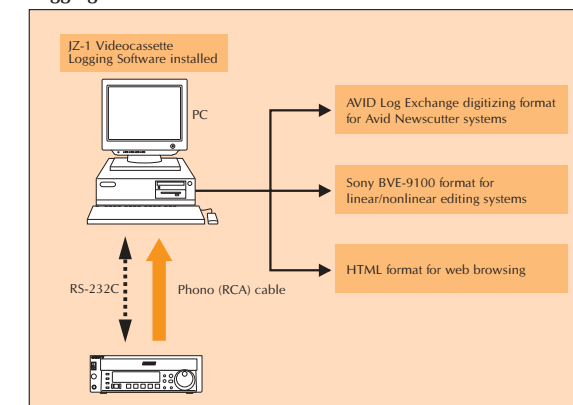 JZ-1 Videocassette
Logging Software installed
PC
AVID Log Exchange digitizing format
for Avid Newscutter systems
Sony BVE-9100 format for
linear/nonlinear editing systems
HTML format for web browsing
RS-232C
Phono (RCA) cable